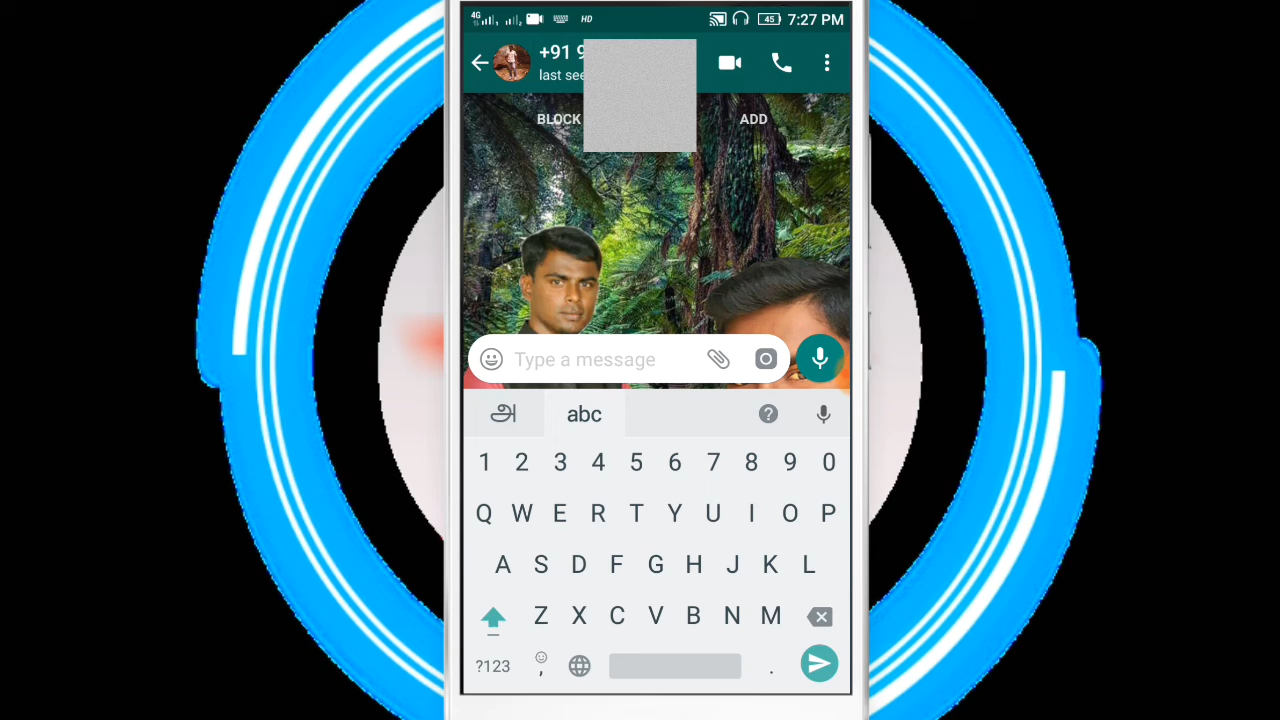 4G HD 45 7:27 PM
+91 9
last see
BLOCK ADD
Type a message
அ abc ?
1 2 3 4 5 6 7 8 9 0
Q W E R T Y U I O P
A S D F G H J K L
Z X C V B N M
?123 , .